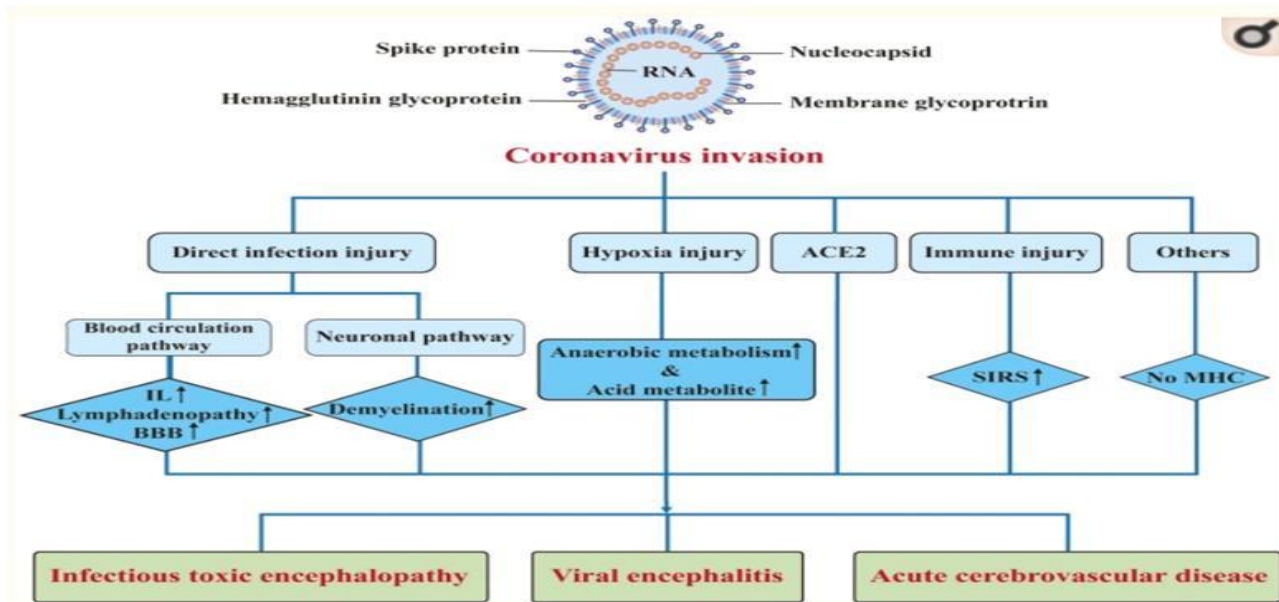 Spike protein
Nucleocapsid
RNA
Hemagglutinin glycoprotein
Membrane glycoprotrin
Coronavirus invasion
Direct infection injury
Hypoxia injury
ACE2
Immune injury
Others
Blood circulation
pathway
Neuronal pathway
Anaerobic metabolism↑
&
Acid metabolite↑
IL↑
Lymphadenopathy↑
BBB↑
Demyelination↑
SIRS↑
No MHC
Infectious toxic encephalopathy
Viral encephalitis
Acute cerebrovascular disease